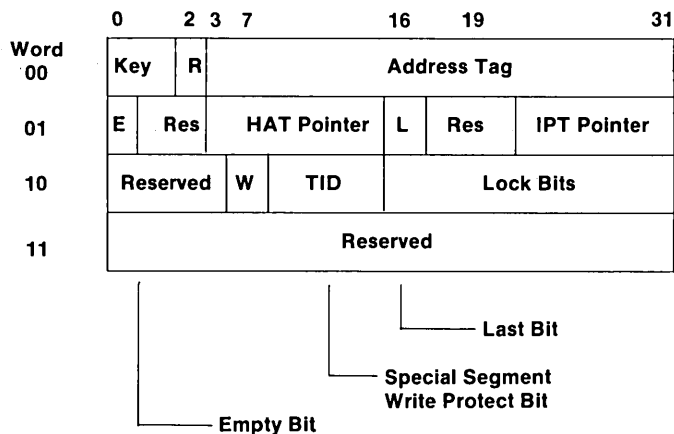 0 2 3 7 16 19 31
Word
00 Key R Address Tag
01 E Res HAT Pointer L Res IPT Pointer
10 Reserved W TID Lock Bits
11 Reserved
Last Bit
Special Segment
Write Protect Bit
Empty Bit